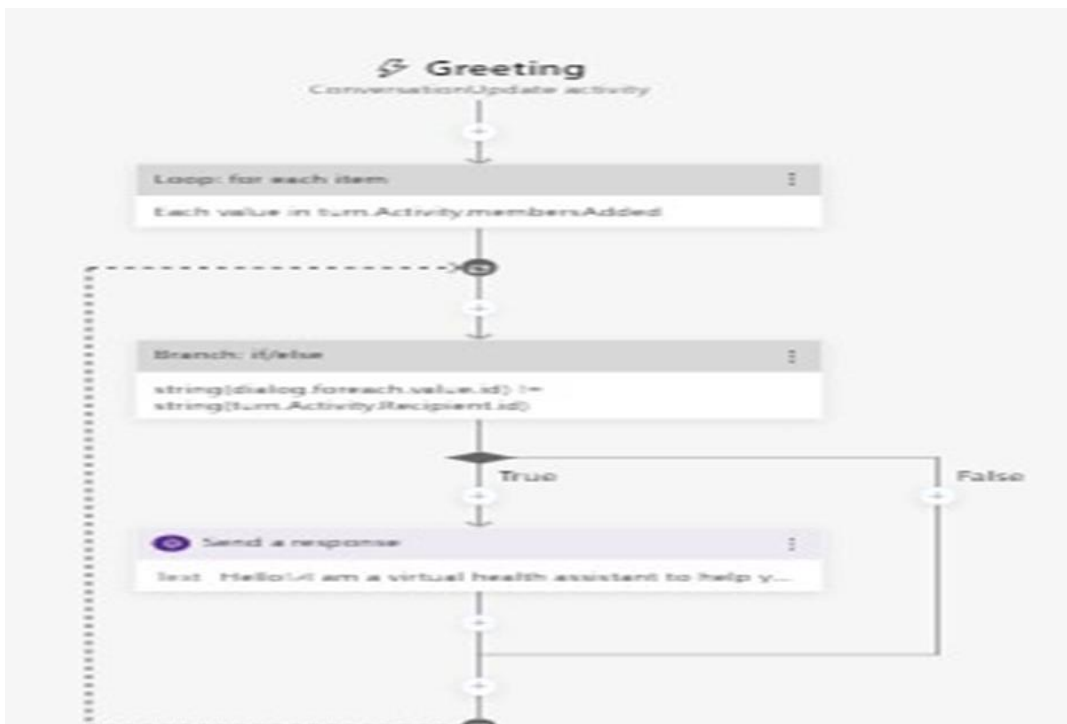 Greeting
ConversationUpdate activity
Loop: for each item
Each value in turn.Activity.membersAdded
Branch: if/else
string(dialog.foreach.value.id) !=
string(turn.Activity.Recipient.id)
True
False
Send a response
Text Hello! I am a virtual health assistant to help y...